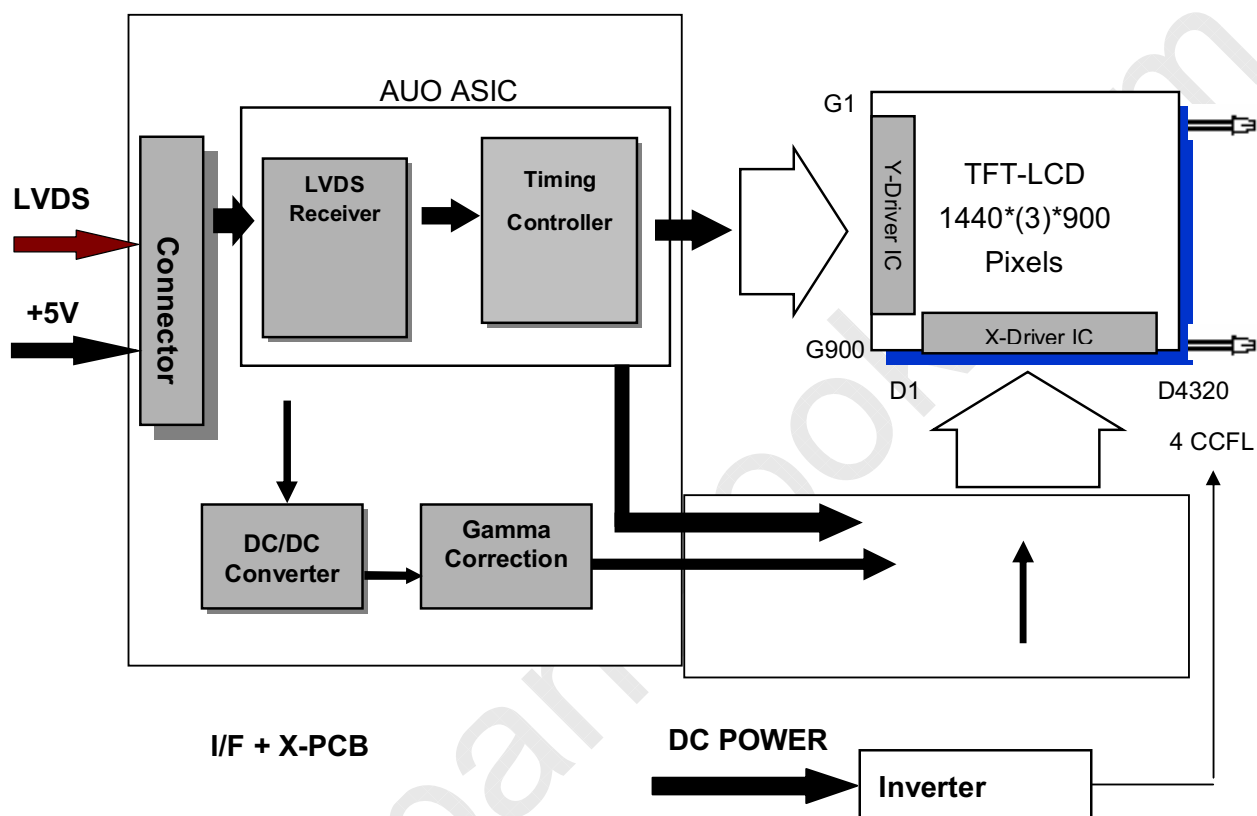 AUO ASIC
LVDS
+5V
Connector
LVDS
Receiver
Timing
Controller
G1
Y-Driver IC
TFT-LCD
1440*(3)*900
Pixels
X-Driver IC
G900
D1
D4320
4 CCFL
DC/DC
Converter
Gamma
Correction
I/F + X-PCB
DC POWER
Inverter